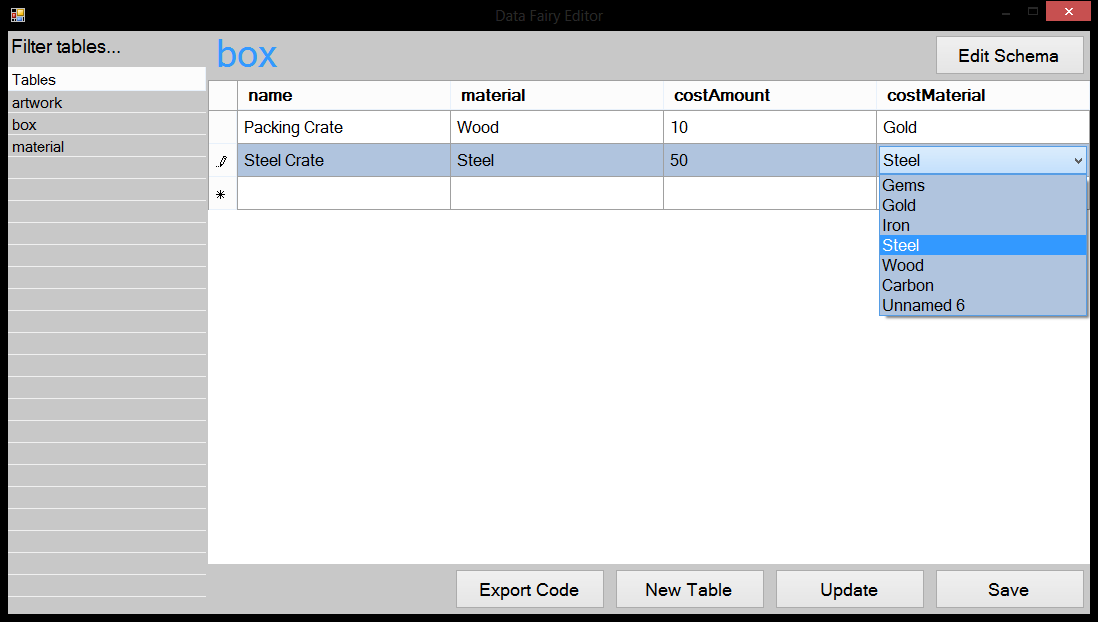 Data Fairy Editor
Filter tables...
box
Edit Schema
Tables
artwork
box
material
name material costAmount costMaterial
Packing Crate Wood 10 Gold
Steel Crate Steel 50 Steel
Gems
Gold
Iron
Steel
Wood
Carbon
Unnamed 6
Export Code New Table Update Save